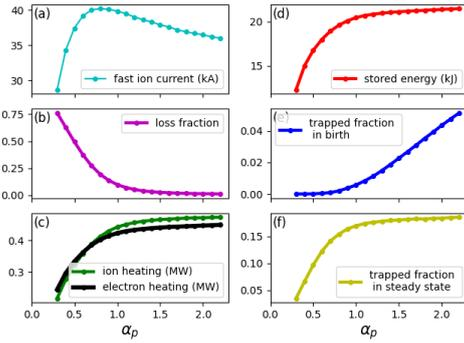 (a)
40
35
30
fast ion current (kA)
(d)
20
15
stored energy (kJ)
(b)
0.75
0.50
0.25
0.00
loss fraction
(e)
0.04
0.02
0.00
trapped fraction
in birth
(c)
0.4
0.3
ion heating (MW)
electron heating (MW)
0.0 0.5 1.0 1.5 2.0
αp
(f)
0.15
0.10
0.05
trapped fraction
in steady state
0.0 0.5 1.0 1.5 2.0
αp